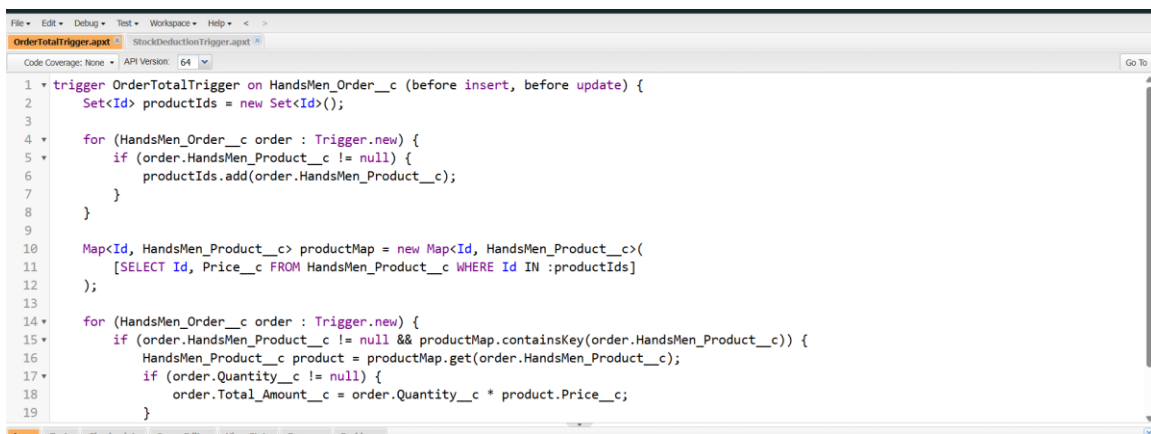 File Edit Debug Test Workspace Help < >
OrderTotalTrigger.apxt StockDeductionTrigger.apxt
Code Coverage: None API Version: 64 Go To
1 trigger OrderTotalTrigger on HandsMen_Order__c (before insert, before update) {
2 Set<Id> productIds = new Set<Id>();
3
4 for (HandsMen_Order__c order : Trigger.new) {
5 if (order.HandsMen_Product__c != null) {
6 productIds.add(order.HandsMen_Product__c);
7 }
8 }
9
10 Map<Id, HandsMen_Product__c> productMap = new Map<Id, HandsMen_Product__c>(
11 [SELECT Id, Price__c FROM HandsMen_Product__c WHERE Id IN :productIds]
12 );
13
14 for (HandsMen_Order__c order : Trigger.new) {
15 if (order.HandsMen_Product__c != null && productMap.containsKey(order.HandsMen_Product__c)) {
16 HandsMen_Product__c product = productMap.get(order.HandsMen_Product__c);
17 if (order.Quantity__c != null) {
18 order.Total_Amount__c = order.Quantity__c * product.Price__c;
19 }